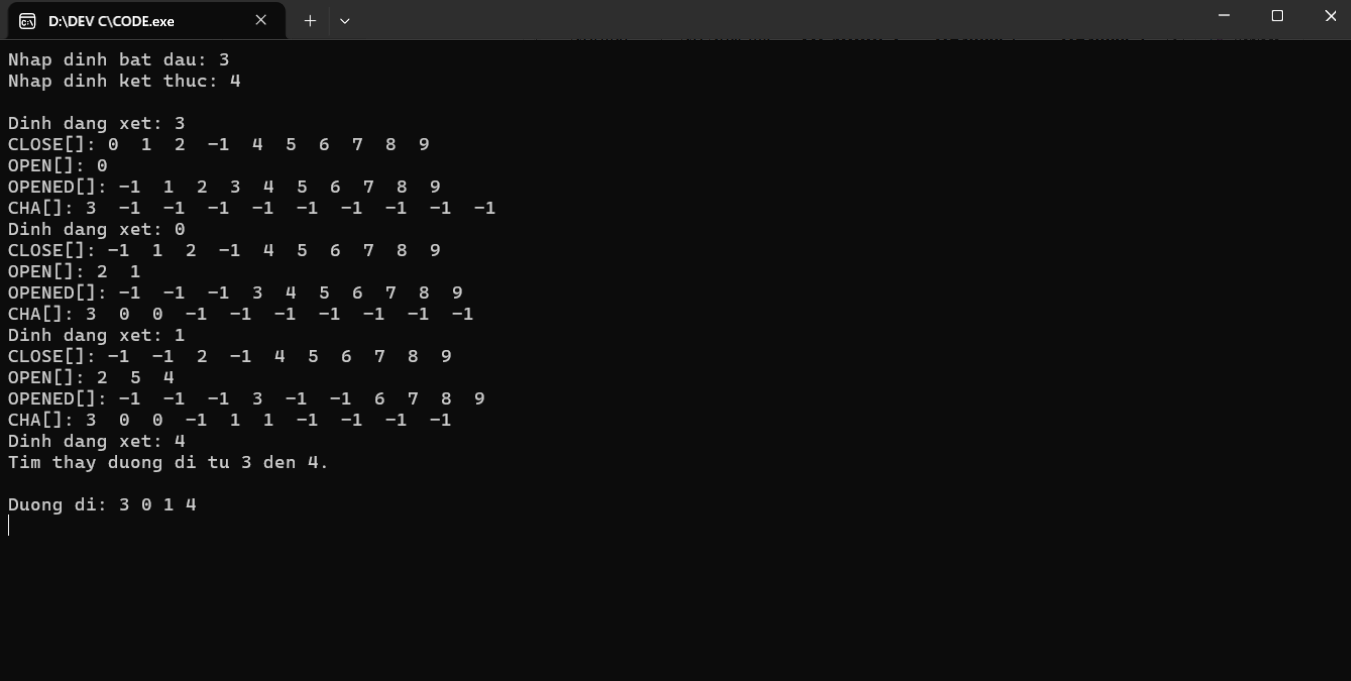 D:\DEV C\CODE.exe
Nhap dinh bat dau: 3
Nhap dinh ket thuc: 4
Dinh dang xet: 3
CLOSE[]: 0  1  2  -1  4  5  6  7  8  9
OPEN[]: 0
OPENED[]: -1  1  2  3  4  5  6  7  8  9
CHA[]: 3  -1  -1  -1  -1  -1  -1  -1  -1  -1
Dinh dang xet: 0
CLOSE[]: -1  1  2  -1  4  5  6  7  8  9
OPEN[]: 2  1
OPENED[]: -1  -1  -1  3  4  5  6  7  8  9
CHA[]: 3  0  0  -1  -1  -1  -1  -1  -1  -1
Dinh dang xet: 1
CLOSE[]: -1  -1  2  -1  4  5  6  7  8  9
OPEN[]: 2  5  4
OPENED[]: -1  -1  -1  3  -1  -1  6  7  8  9
CHA[]: 3  0  0  -1  1  1  -1  -1  -1  -1
Dinh dang xet: 4
Tim thay duong di tu 3 den 4.
Duong di: 3 0 1 4